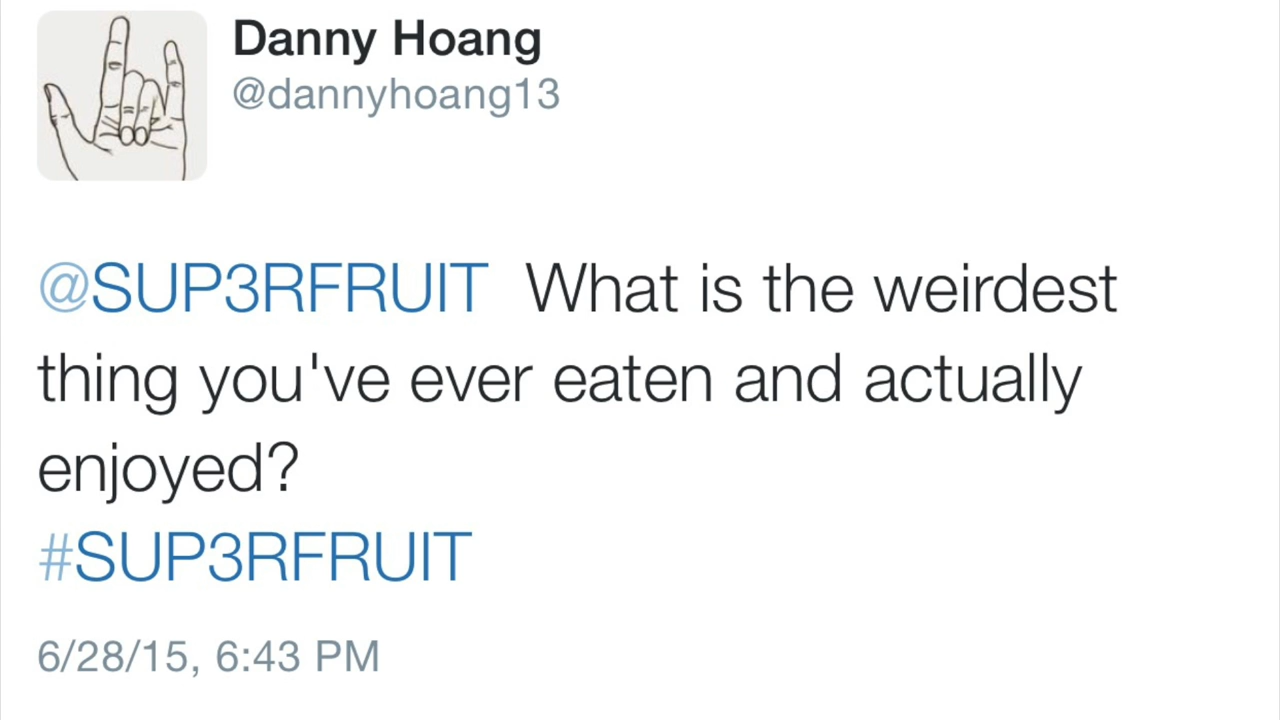 Danny Hoang
@dannyhoang13
@SUP3RFRUIT What is the weirdest
thing you've ever eaten and actually
enjoyed?
#SUP3RFRUIT
6/28/15, 6:43 PM